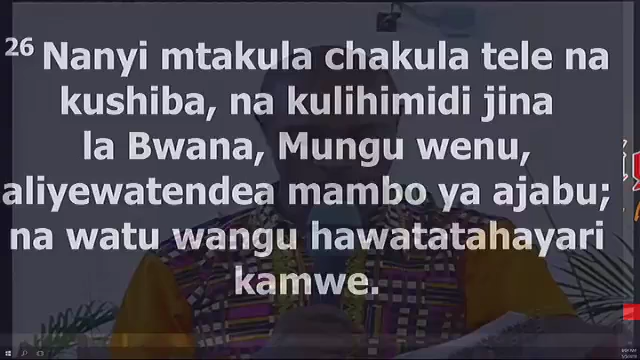 26 Nanyi mtakula chakula tele na
kushiba, na kulihimidi jina
la Bwana, Mungu wenu,
aliyewatendea mambo ya ajabu;
na watu wangu hawatatahayari
kamwe.